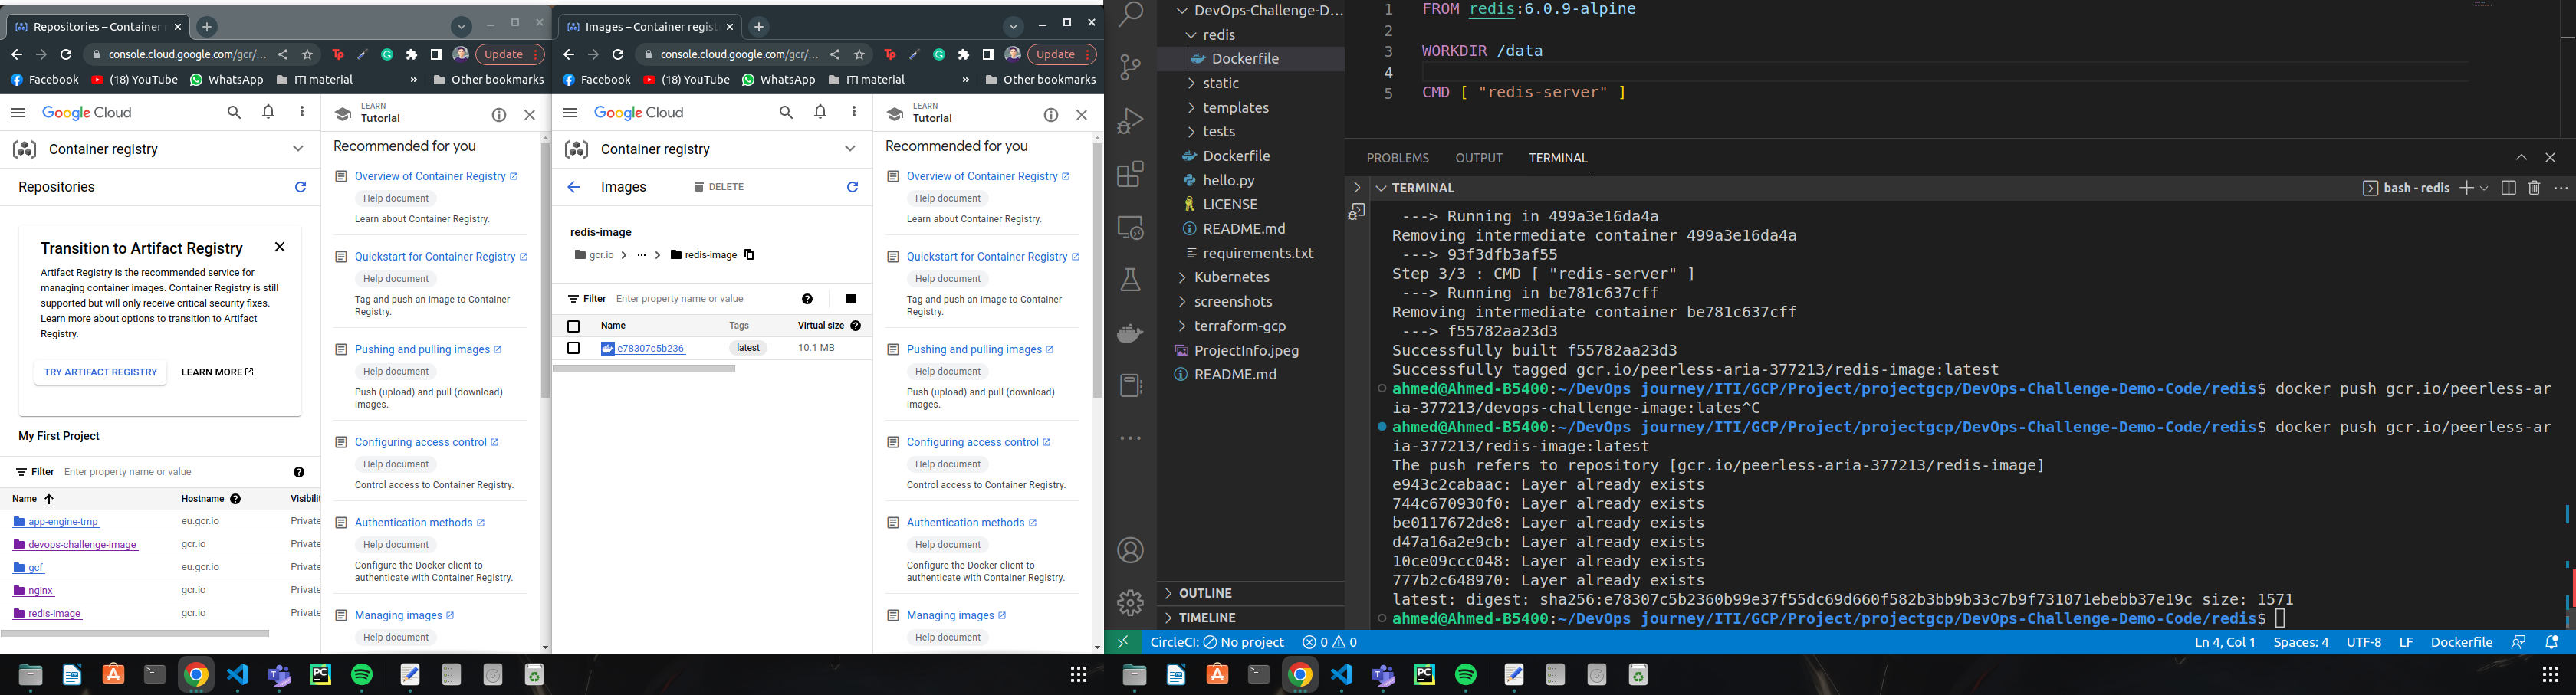 Repositories – Container r
console.cloud.google.com/gcr/...
Update
Facebook
(18) YouTube
WhatsApp
ITI material
»
Other bookmarks
Google Cloud
Container registry
Repositories
Transition to Artifact Registry
Artifact Registry is the recommended service for
managing container images. Container Registry is still
supported but will only receive critical security fixes.
Learn more about options to transition to Artifact
Registry.
TRY ARTIFACT REGISTRY
LEARN MORE
My First Project
Filter Enter property name or value
Name Hostname Visibilit
app-engine-tmp eu.gcr.io Private
devops-challenge-image gcr.io Private
gcf eu.gcr.io Private
nginx gcr.io Private
redis-image gcr.io Private
LEARN
Tutorial
Recommended for you
Overview of Container Registry
Help document
Learn about Container Registry.
Quickstart for Container Registry
Help document
Tag and push an image to Container
Registry.
Pushing and pulling images
Help document
Push (upload) and pull (download)
images.
Configuring access control
Help document
Control access to Container Registry.
Authentication methods
Help document
Configure the Docker client to
authenticate with Container Registry.
Managing images
Help document
Images – Container regist
console.cloud.google.com/gcr/...
Update
Facebook
(18) YouTube
WhatsApp
ITI material
»
Other bookmarks
Google Cloud
Container registry
Images
DELETE
redis-image
gcr.io > ... > redis-image
Filter Enter property name or value
Name Tags Virtual size
e78307c5b236 latest 10.1 MB
LEARN
Tutorial
Recommended for you
Overview of Container Registry
Help document
Learn about Container Registry.
Quickstart for Container Registry
Help document
Tag and push an image to Container
Registry.
Pushing and pulling images
Help document
Push (upload) and pull (download)
images.
Configuring access control
Help document
Control access to Container Registry.
Authentication methods
Help document
Configure the Docker client to
authenticate with Container Registry.
Managing images
Help document
DevOps-Challenge-D...
redis
Dockerfile
static
templates
tests
Dockerfile
hello.py
LICENSE
README.md
requirements.txt
Kubernetes
screenshots
terraform-gcp
ProjectInfo.jpeg
README.md
OUTLINE
TIMELINE
1 FROM redis:6.0.9-alpine
2
3 WORKDIR /data
4
5 CMD [ "redis-server" ]
PROBLEMS OUTPUT TERMINAL
TERMINAL
bash - redis
---> Running in 499a3e16da4a
Removing intermediate container 499a3e16da4a
---> 93f3dfb3af55
Step 3/3 : CMD [ "redis-server" ]
---> Running in be781c637cff
Removing intermediate container be781c637cff
---> f55782aa23d3
Successfully built f55782aa23d3
Successfully tagged gcr.io/peerless-aria-377213/redis-image:latest
ahmed@Ahmed-B5400:~/DevOps journey/ITI/GCP/Project/projectgcp/DevOps-Challenge-Demo-Code/redis$ docker push gcr.io/peerless-ar
ia-377213/devops-challenge-image:lates^C
ahmed@Ahmed-B5400:~/DevOps journey/ITI/GCP/Project/projectgcp/DevOps-Challenge-Demo-Code/redis$ docker push gcr.io/peerless-ar
ia-377213/redis-image:latest
The push refers to repository [gcr.io/peerless-aria-377213/redis-image]
e943c2cabaac: Layer already exists
744c670930f0: Layer already exists
be0117672de8: Layer already exists
d47a16a2e9cb: Layer already exists
10ce09ccc048: Layer already exists
777b2c648970: Layer already exists
latest: digest: sha256:e78307c5b2360b99e37f55dc69d660f582b3bb9b33c7b9f731071ebebb37e19c size: 1571
ahmed@Ahmed-B5400:~/DevOps journey/ITI/GCP/Project/projectgcp/DevOps-Challenge-Demo-Code/redis$
CircleCI: No project 0 0
Ln 4, Col 1 Spaces: 4 UTF-8 LF Dockerfile